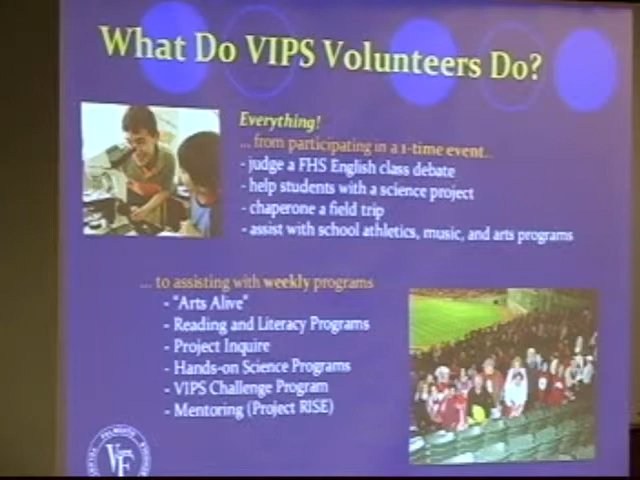 What Do VIPS Volunteers Do?
Everything!
... from participating in a 1-time event...
- judge a FHS English class debate
- help students with a science project
- chaperone a field trip
- assist with school athletics, music, and arts programs
... to assisting with weekly programs
- "Arts Alive"
- Reading and Literacy Programs
- Project Inquire
- Hands-on Science Programs
- VIPS Challenge Program
- Mentoring (Project RISE)